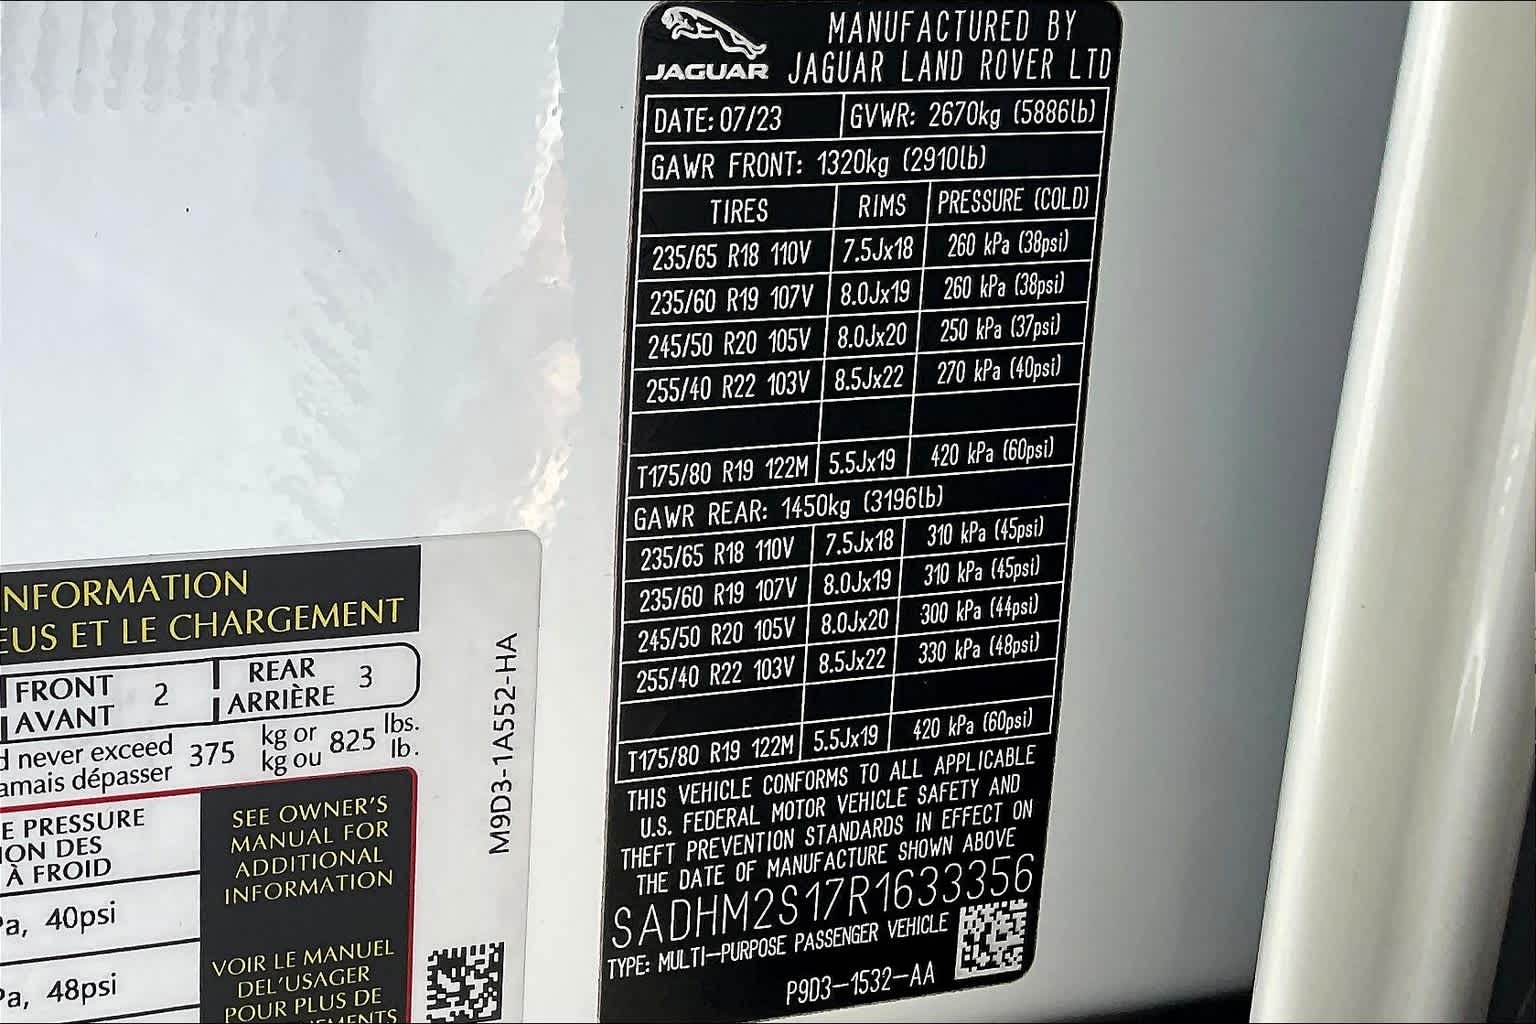 JAGUAR
MANUFACTURED BY
JAGUAR LAND ROVER LTD
DATE: 07/23 GVWR: 2670kg (5886lb)
GAWR FRONT: 1320kg (2910lb)
TIRES RIMS PRESSURE (COLD)
235/65 R18 110V 7.5Jx18 260 kPa (38psi)
235/60 R19 107V 8.0Jx19 260 kPa (38psi)
245/50 R20 105V 8.0Jx20 250 kPa (37psi)
255/40 R22 103V 8.5Jx22 270 kPa (40psi)
T175/80 R19 122M 5.5Jx19 420 kPa (60psi)
GAWR REAR: 1450kg (3196lb)
235/65 R18 110V 7.5Jx18 310 kPa (45psi)
235/60 R19 107V 8.0Jx19 310 kPa (45psi)
245/50 R20 105V 8.0Jx20 300 kPa (44psi)
255/40 R22 103V 8.5Jx22 330 kPa (48psi)
T175/80 R19 122M 5.5Jx19 420 kPa (60psi)
THIS VEHICLE CONFORMS TO ALL APPLICABLE
U.S. FEDERAL MOTOR VEHICLE SAFETY AND
THEFT PREVENTION STANDARDS IN EFFECT ON
THE DATE OF MANUFACTURE SHOWN ABOVE
SADHM2S17R1633356
TYPE: MULTI-PURPOSE PASSENGER VEHICLE
P9D3-1532-AA
NFORMATION
EUS ET LE CHARGEMENT
FRONT
AVANT 2
REAR
ARRIÈRE 3
d never exceed
amais dépasser 375 kg or
kg ou 825 lbs.
lb.
E PRESSURE
ION DES
À FROID
Pa, 40psi
Pa, 48psi
SEE OWNER'S
MANUAL FOR
ADDITIONAL
INFORMATION
VOIR LE MANUEL
DEL'USAGER
POUR PLUS DE
NEMENTS
M9D3-1A552-HA